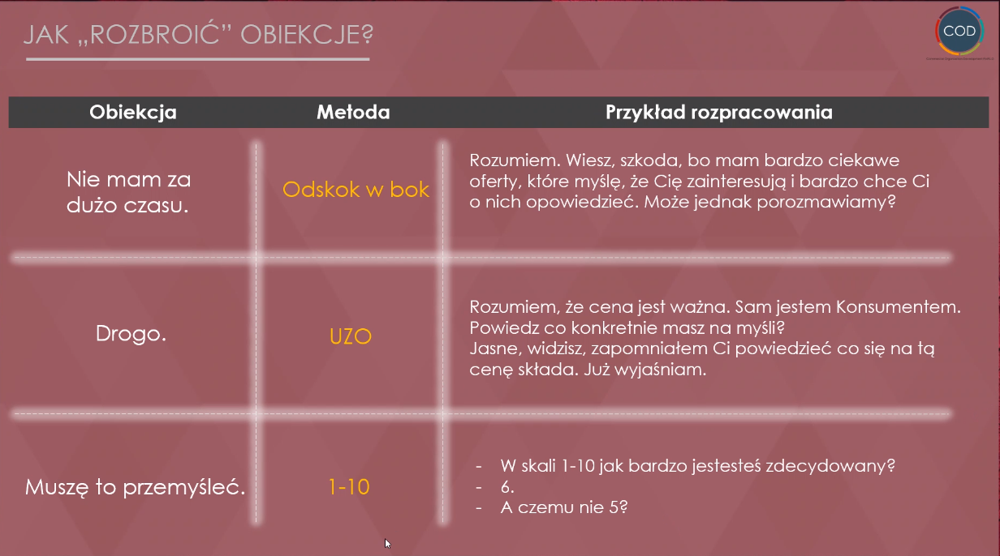 JAK „ROZBROIĆ” OBIEKCJE?
COD
Obiekcja Metoda Przykład rozpracowania
Nie mam za
dużo czasu.
Odskok w bok
Rozumiem. Wiesz, szkoda, bo mam bardzo ciekawe
oferty, które myślę, że Cię zainteresują i bardzo chce Ci
o nich opowiedzieć. Może jednak porozmawiamy?
Drogo.
UZO
Rozumiem, że cena jest ważna. Sam jestem Konsumentem.
Powiedz co konkretnie masz na myśli?
Jasne, widzisz, zapomniałem Ci powiedzieć co się na tą
cenę składa. Już wyjaśniam.
Muszę to przemyśleć.
1-10
- W skali 1-10 jak bardzo jestesteś zdecydowany?
- 6.
- A czemu nie 5?